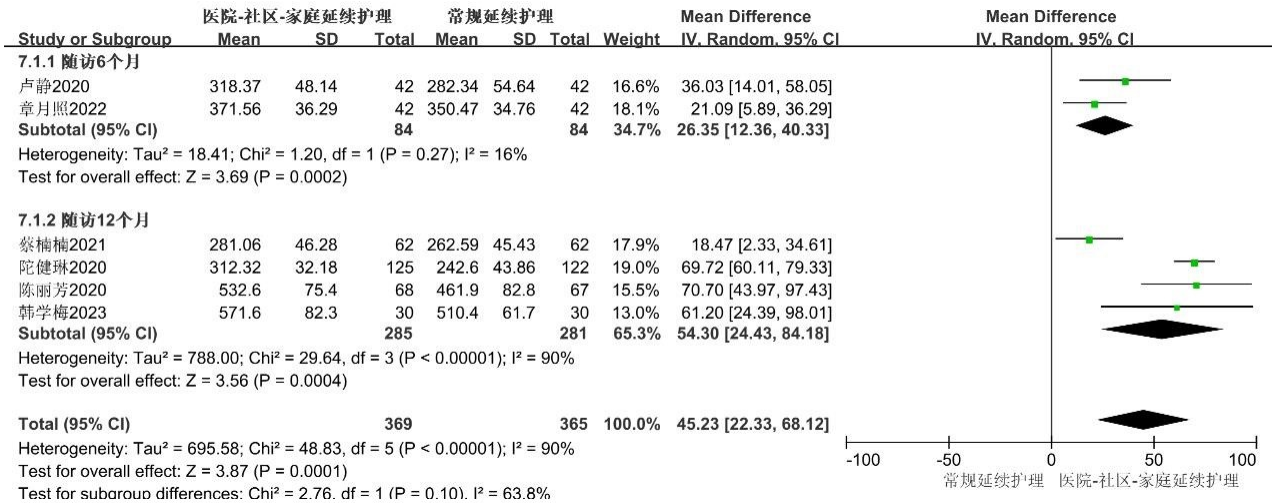 医院-社区-家庭延续护理 常规延续护理 Mean Difference Mean Difference
Study or Subgroup Mean SD Total Mean SD Total Weight IV, Random, 95% CI IV, Random, 95% CI
7.1.1 随访6个月
卢静2020 318.37 48.14 42 282.34 54.64 42 16.6% 36.03 [14.01, 58.05]
章月照2022 371.56 36.29 42 350.47 34.76 42 18.1% 21.09 [5.89, 36.29]
Subtotal (95% CI) 84 84 34.7% 26.35 [12.36, 40.33]
Heterogeneity: Tau² = 18.41; Chi² = 1.20, df = 1 (P = 0.27); I² = 16%
Test for overall effect: Z = 3.69 (P = 0.0002)
7.1.2 随访12个月
蔡楠楠2021 281.06 46.28 62 262.59 45.43 62 17.9% 18.47 [2.33, 34.61]
陀健琳2020 312.32 32.18 125 242.6 43.86 122 19.0% 69.72 [60.11, 79.33]
陈丽芳2020 532.6 75.4 68 461.9 82.8 67 15.5% 70.70 [43.97, 97.43]
韩学梅2023 571.6 82.3 30 510.4 61.7 30 13.0% 61.20 [24.39, 98.01]
Subtotal (95% CI) 285 281 65.3% 54.30 [24.43, 84.18]
Heterogeneity: Tau² = 788.00; Chi² = 29.64, df = 3 (P < 0.00001); I² = 90%
Test for overall effect: Z = 3.56 (P = 0.0004)
Total (95% CI) 369 365 100.0% 45.23 [22.33, 68.12]
Heterogeneity: Tau² = 695.58; Chi² = 48.83, df = 5 (P < 0.00001); I² = 90%
Test for overall effect: Z = 3.87 (P = 0.0001)
Test for subgroup differences: Chi² = 2.76, df = 1 (P = 0.10), I² = 63.8%
-100 -50 0 50 100
常规延续护理 医院-社区-家庭延续护理